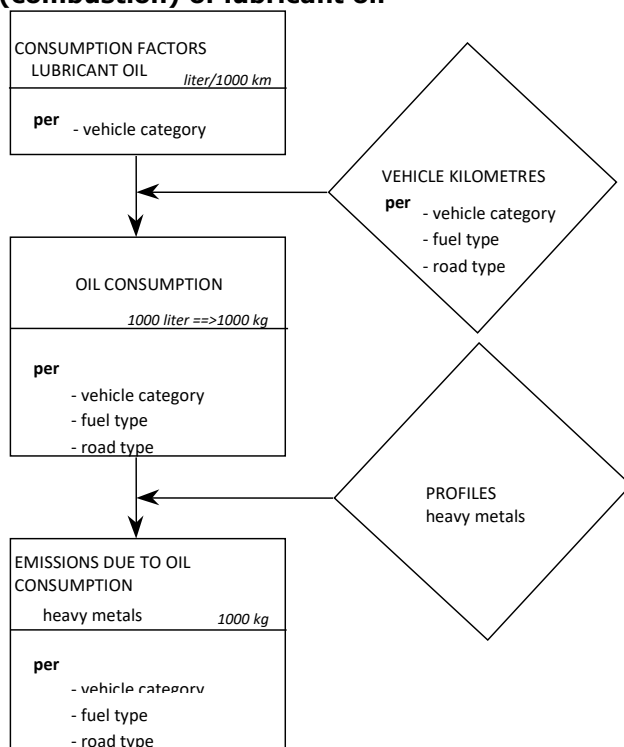 (combustion) of lubricant oil
CONSUMPTION FACTORS
LUBRICANT OIL
liter/1000 km
per
- vehicle category
VEHICLE KILOMETRES
per
- vehicle category
- fuel type
- road type
OIL CONSUMPTION
1000 liter ==>1000 kg
per
- vehicle category
- fuel type
- road type
PROFILES
heavy metals
EMISSIONS DUE TO OIL
CONSUMPTION
heavy metals
1000 kg
per
- vehicle category
- fuel type
- road type